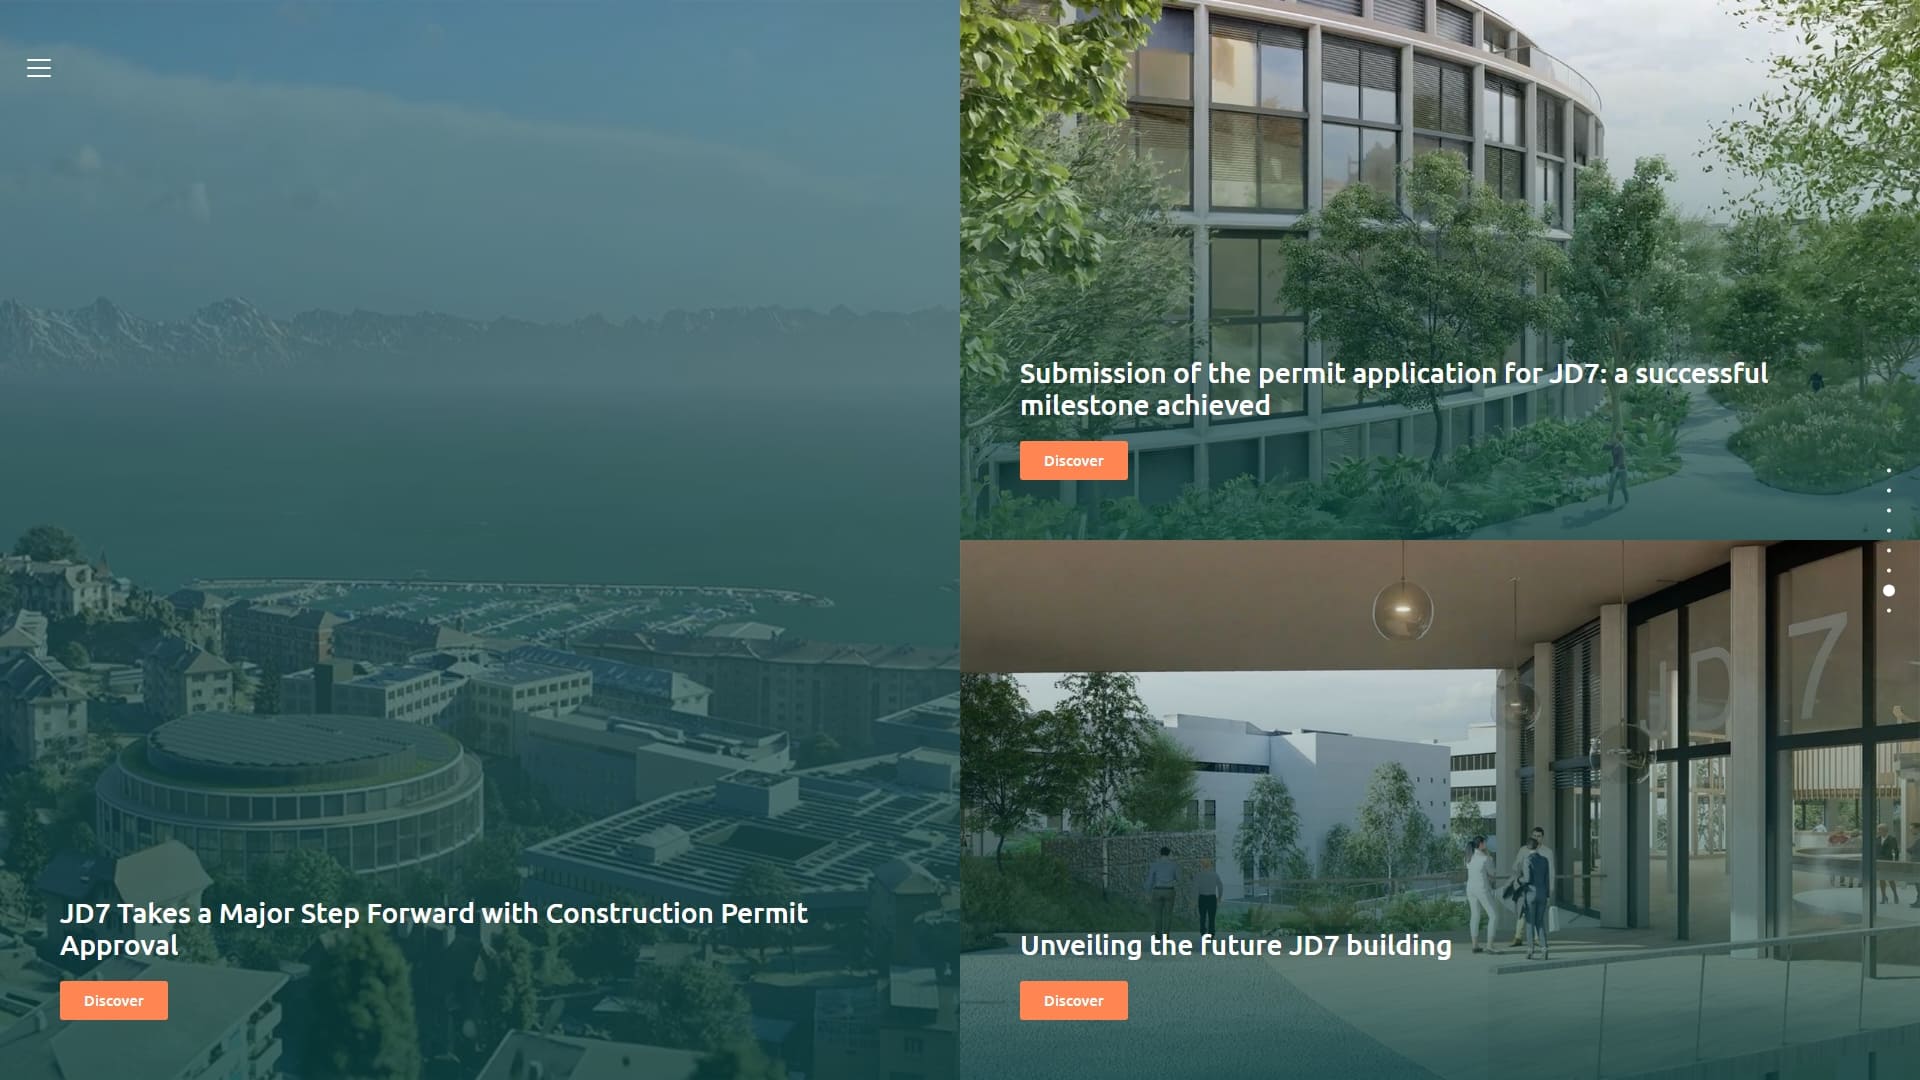 JD7 Takes a Major Step Forward with Construction Permit
Approval
Discover
Submission of the permit application for JD7: a successful
milestone achieved
Discover
JD7
Unveiling the future JD7 building
Discover